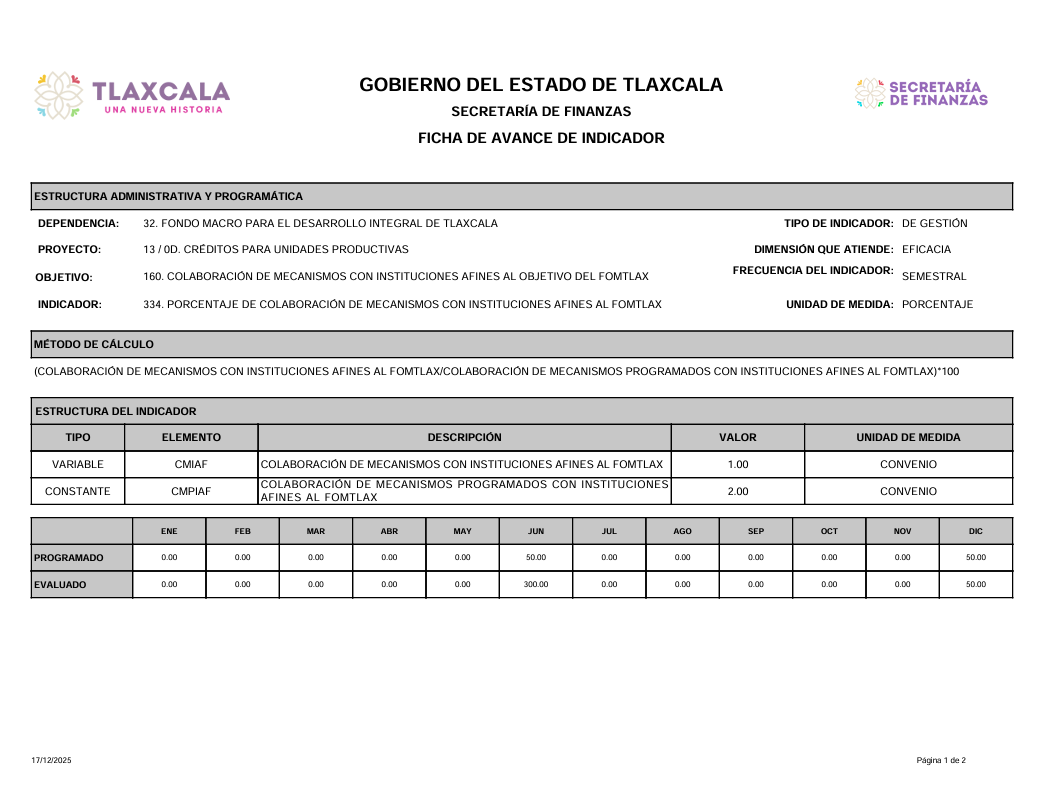 TLAXCALA
UNA NUEVA HISTORIA
GOBIERNO DEL ESTADO DE TLAXCALA
SECRETARÍA DE FINANZAS
FICHA DE AVANCE DE INDICADOR
SECRETARÍA
DE FINANZAS
ESTRUCTURA ADMINISTRATIVA Y PROGRAMÁTICA
DEPENDENCIA: 32. FONDO MACRO PARA EL DESARROLLO INTEGRAL DE TLAXCALA TIPO DE INDICADOR: DE GESTIÓN
PROYECTO: 13 / 0D. CRÉDITOS PARA UNIDADES PRODUCTIVAS DIMENSIÓN QUE ATIENDE: EFICACIA
OBJETIVO: 160. COLABORACIÓN DE MECANISMOS CON INSTITUCIONES AFINES AL OBJETIVO DEL FOMTLAX FRECUENCIA DEL INDICADOR: SEMESTRAL
INDICADOR: 334. PORCENTAJE DE COLABORACIÓN DE MECANISMOS CON INSTITUCIONES AFINES AL FOMTLAX UNIDAD DE MEDIDA: PORCENTAJE
MÉTODO DE CÁLCULO
(COLABORACIÓN DE MECANISMOS CON INSTITUCIONES AFINES AL FOMTLAX/COLABORACIÓN DE MECANISMOS PROGRAMADOS CON INSTITUCIONES AFINES AL FOMTLAX)*100
ESTRUCTURA DEL INDICADOR
TIPO ELEMENTO DESCRIPCIÓN VALOR UNIDAD DE MEDIDA
VARIABLE CMIAF COLABORACIÓN DE MECANISMOS CON INSTITUCIONES AFINES AL FOMTLAX 1.00 CONVENIO
CONSTANTE CMPIAF COLABORACIÓN DE MECANISMOS PROGRAMADOS CON INSTITUCIONES
AFINES AL FOMTLAX 2.00 CONVENIO
ENE FEB MAR ABR MAY JUN JUL AGO SEP OCT NOV DIC
PROGRAMADO 0.00 0.00 0.00 0.00 0.00 50.00 0.00 0.00 0.00 0.00 0.00 50.00
EVALUADO 0.00 0.00 0.00 0.00 0.00 300.00 0.00 0.00 0.00 0.00 0.00 50.00
17/12/2025 Página 1 de 2